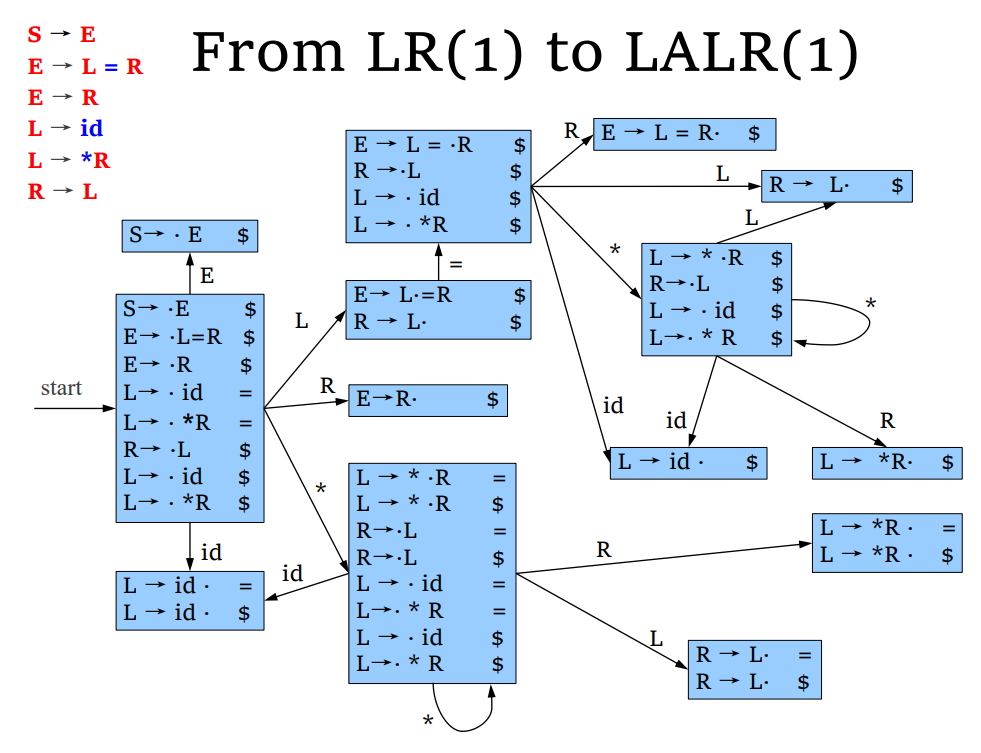 From LR(1) to LALR(1)
S → E
E → L = R
E → R
L → id
L → *R
R → L
S→ · E $
E
start
S→ ·E $
E→ ·L=R $
E→ ·R $
L→ · id =
L→ · *R =
R→ ·L $
L→ · id $
L→ · *R $
id
L → id · =
L → id · $
L
R
*
id
E → L = ·R $
R →·L $
L → · id $
L → · *R $
=
E→ L·=R $
R → L· $
E→R· $
L → * ·R =
L → * ·R $
R→·L =
R→·L $
L → · id =
L→· * R =
L → · id $
L→· * R $
*
R
L
*
id
E → L = R· $
R → L· $
L
L → * ·R $
R→·L $
L → · id $
L→· * R $
*
id
R
L → id · $
L → *R· $
R
L → *R · =
L → *R · $
L
R → L· =
R → L· $